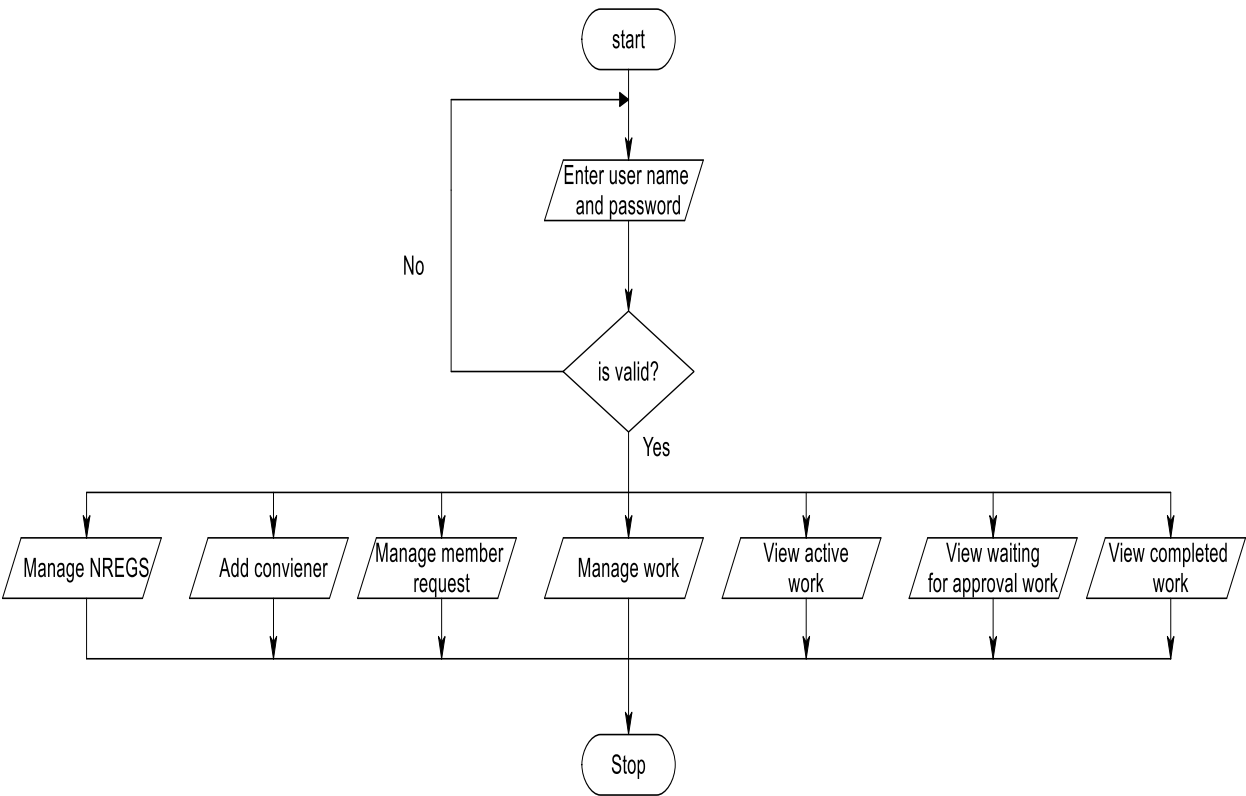 start
Enter user name
and password
No
is valid?
Yes
Manage NREGS
Add conviener
Manage member
request
Manage work
View active
work
View waiting
for approval work
View completed
work
Stop